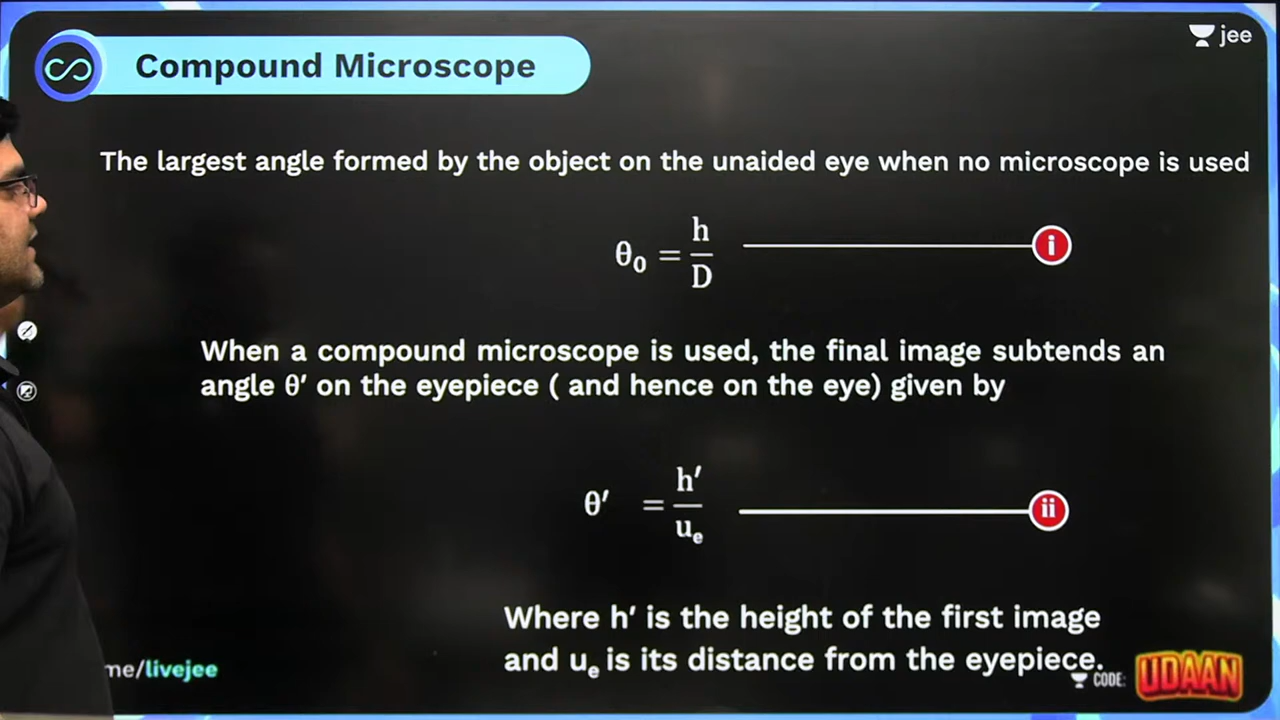 jee
Compound Microscope
The largest angle formed by the object on the unaided eye when no microscope is used
θ₀ = h/D
i
When a compound microscope is used, the final image subtends an
angle θ′ on the eyepiece ( and hence on the eye) given by
θ′ = h′/uₑ
ii
Where h′ is the height of the first image
and uₑ is its distance from the eyepiece.
me/livejee
CODE: UDAAN